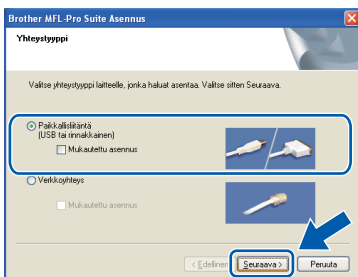 Brother MFL-Pro Suite Asennus
Yhteystyyppi
Valitse yhteystyyppi laitteelle, jonka haluat asentaa. Valitse sitten Seuraava.
Paikallisliitäntä
(USB tai rinnakkainen)
Mukautettu asennus
Verkkoyhteys
Mukautettu asennus
< Edellinen Seuraava > Peruuta